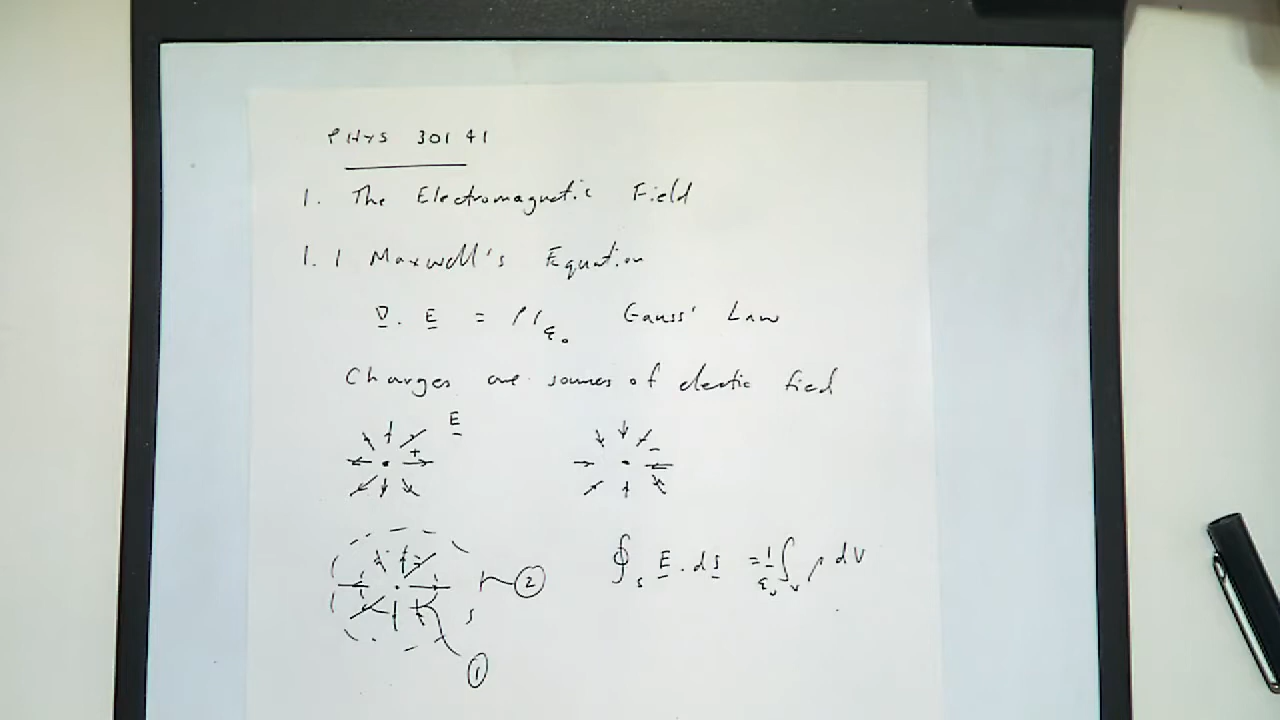 PHYS 30141
1. The Electromagnetic Field
1.1 Maxwell's Equation
∇. E = ρ/ε₀ Gauss' Law
Charges are sources of electric field
E
+
-
∮s E. ds = 1/ε₀ ∫v ρ dV
2
s
1